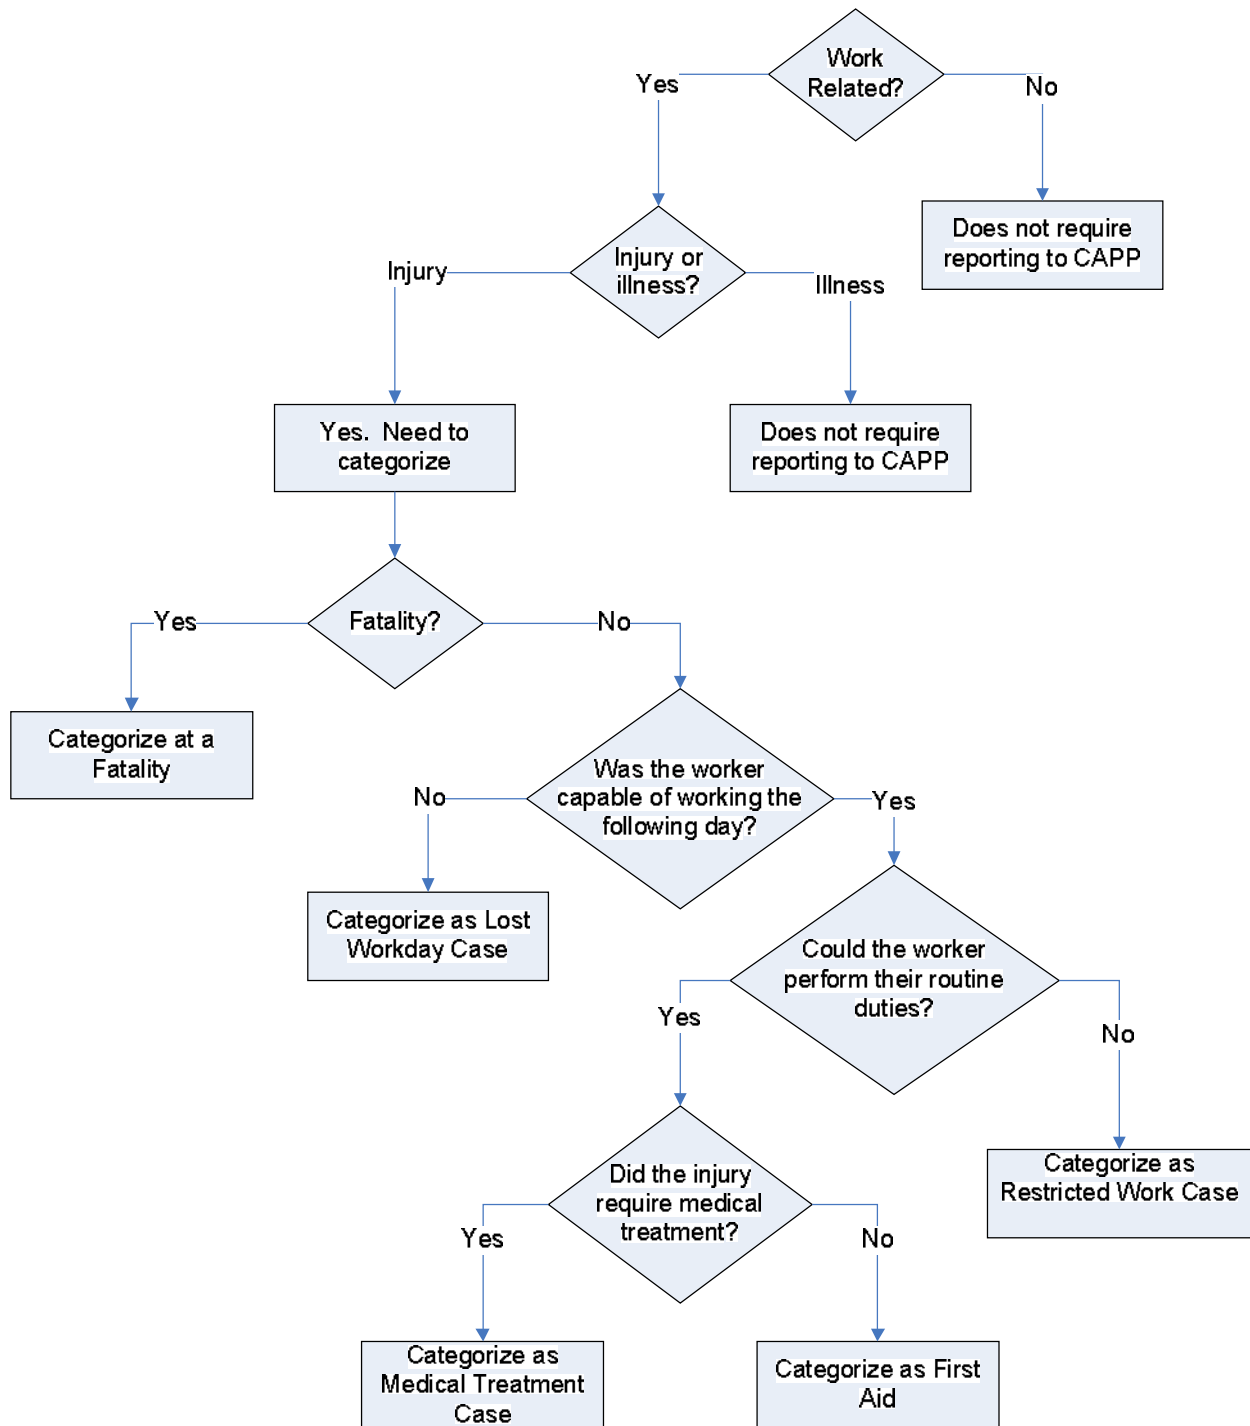 Work
Related?
Yes
No
Does not require
reporting to CAPP
Injury or
illness?
Injury
Illness
Yes.  Need to
categorize
Does not require
reporting to CAPP
Fatality?
Yes
No
Categorize at a
Fatality
Was the worker
capable of working the
following day?
No
Yes
Categorize as Lost
Workday Case
Could the worker
perform their routine
duties?
Yes
No
Categorize as
Restricted Work Case
Did the injury
require medical
treatment?
Yes
No
Categorize as
Medical Treatment
Case
Categorize as First
Aid